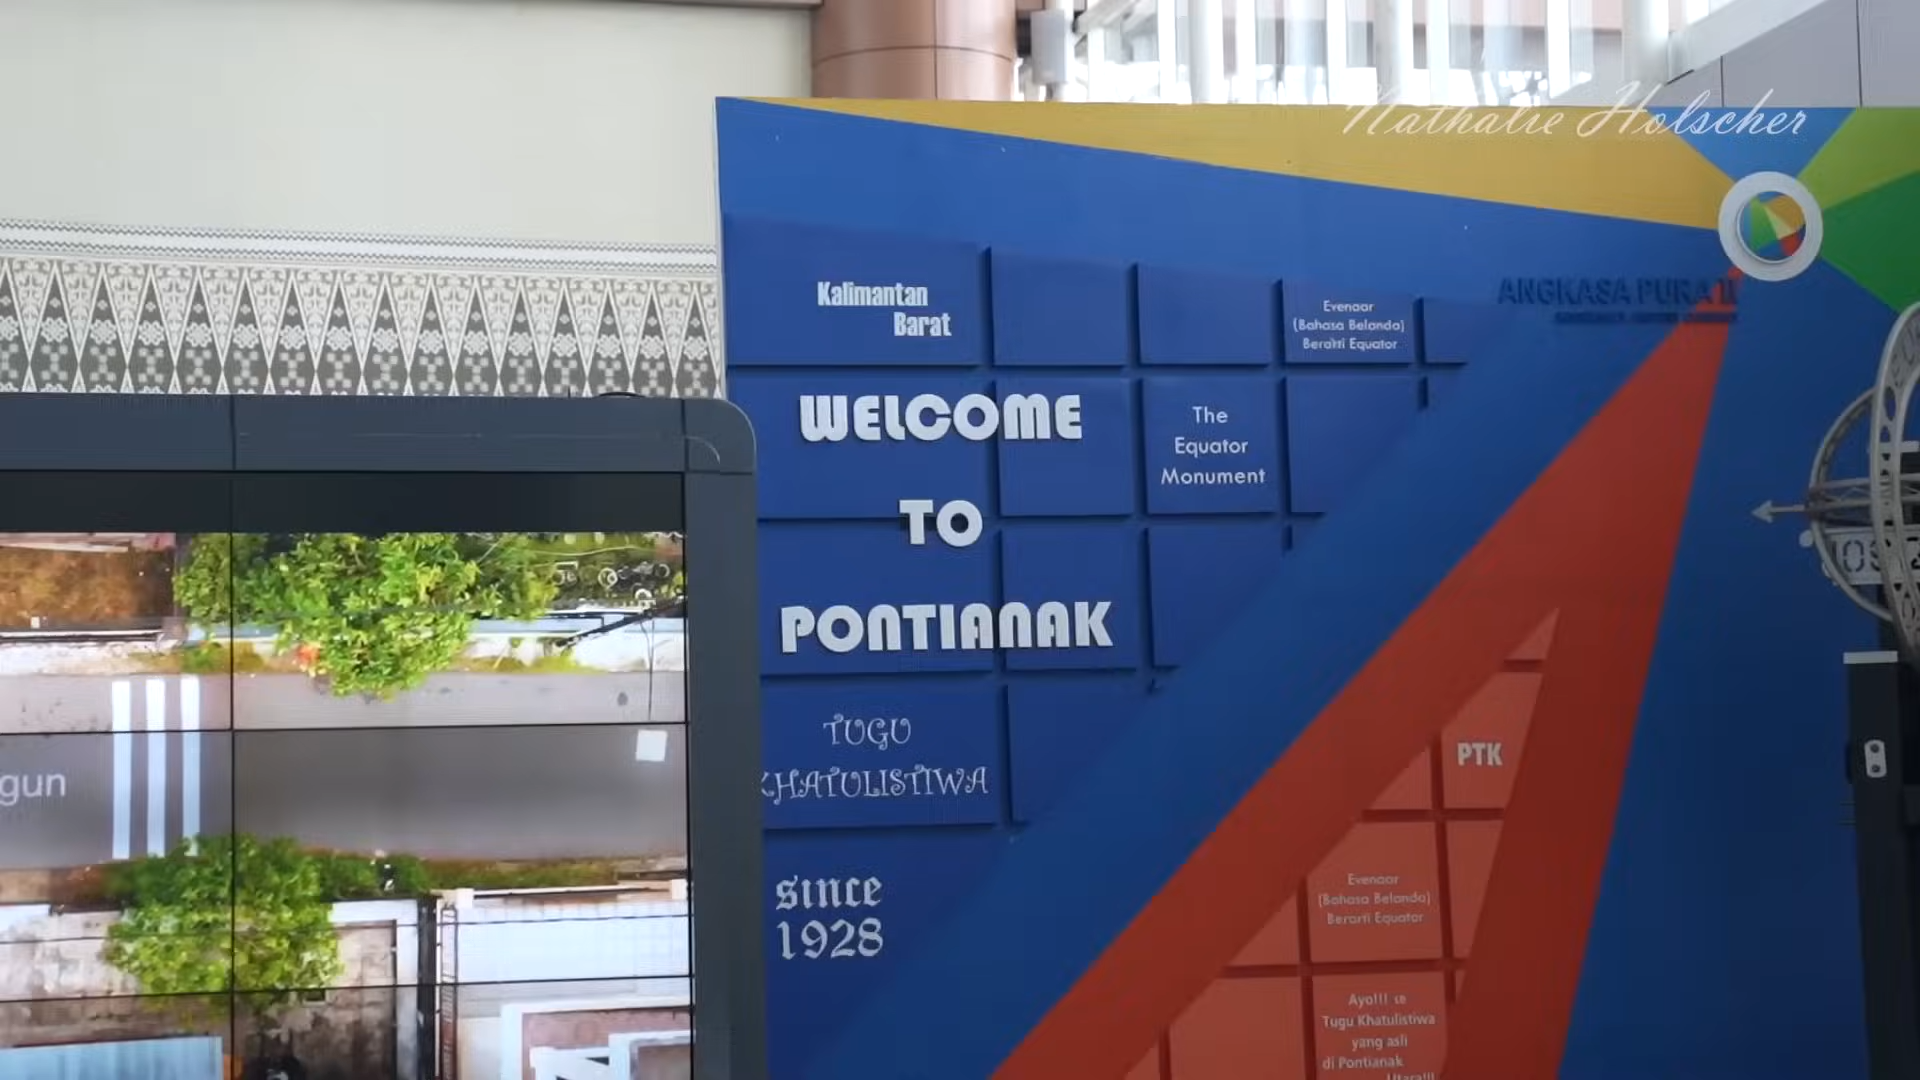 Nathalie Holscher
ANGKASA PURA II
Kalimantan
Barat
Evenaar
(Bahasa Belanda)
Berarti Equator
WELCOME
TO
PONTIANAK
The
Equator
Monument
TUGU
KHATULISTIWA
since
1928
gun
PTK
Evenaar
(Bahasa Belanda)
Berarti Equator
Ayo!!! ke
Tugu Khatulistiwa
yang asli
di Pontianak
Utara!!!